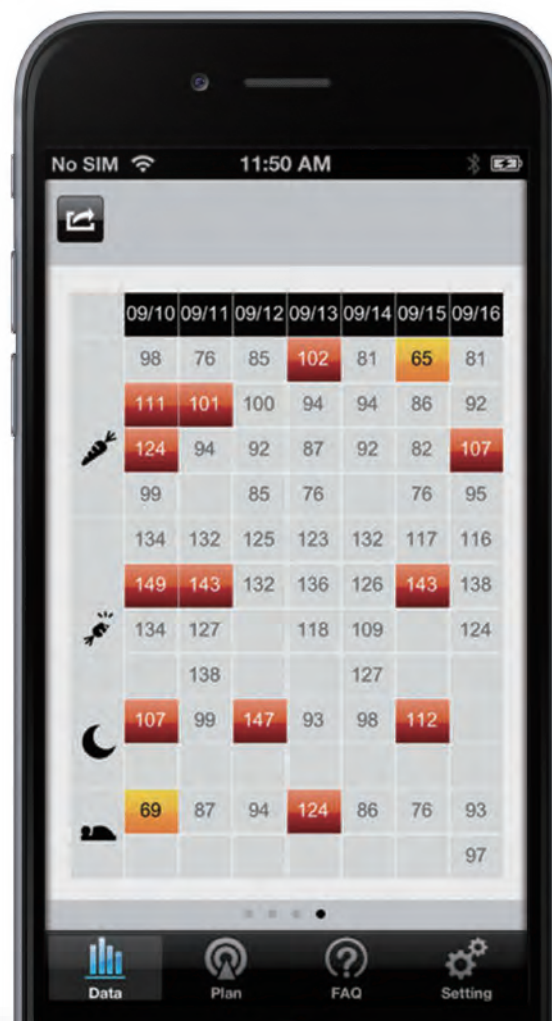 No SIM 11:50 AM
09/10 09/11 09/12 09/13 09/14 09/15 09/16
98 76 85 102 81 65 81
111 101 100 94 94 86 92
124 94 92 87 92 82 107
99 85 76 76 95
134 132 125 123 132 117 116
149 143 132 136 126 143 138
134 127 118 109 124
138 127
107 99 147 93 98 112
69 87 94 124 86 76 93
97
Data Plan FAQ Setting